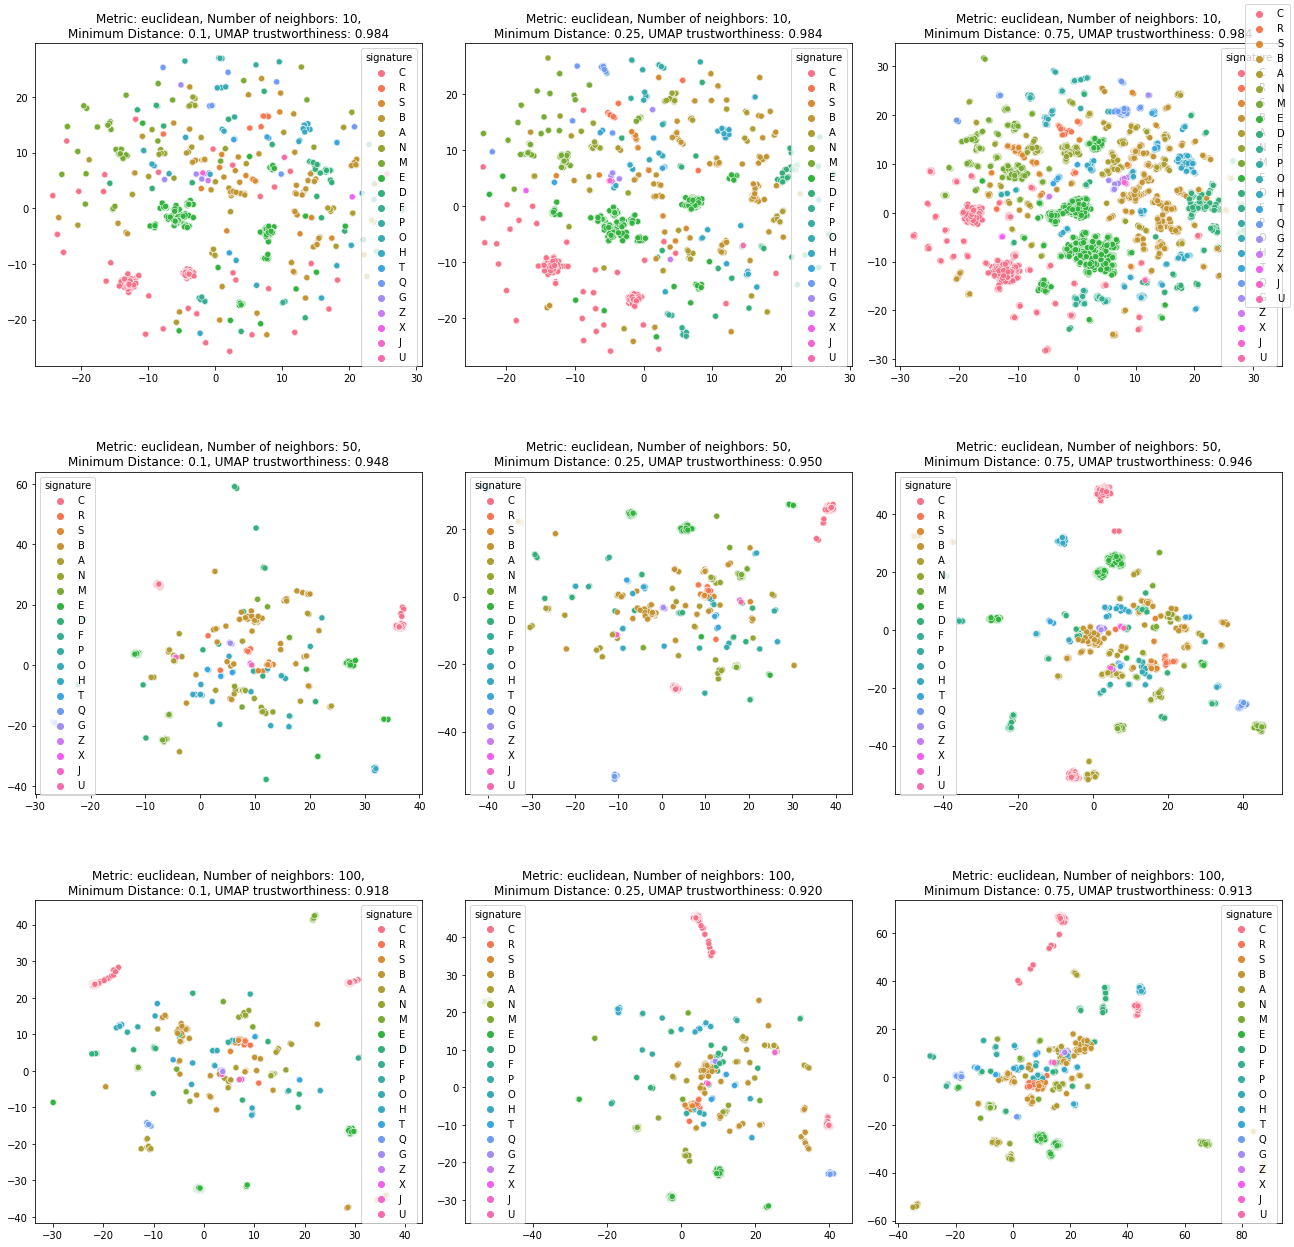 Metric: euclidean, Number of neighbors: 10,
Minimum Distance: 0.1, UMAP trustworthiness: 0.984
signature
C
R
S
B
A
N
M
E
D
F
P
O
H
T
Q
G
Z
X
J
U
20
10
0
−10
−20
−20 −10 0 10 20 30
Metric: euclidean, Number of neighbors: 10,
Minimum Distance: 0.25, UMAP trustworthiness: 0.984
signature
C
R
S
B
A
N
M
E
D
F
P
O
H
T
Q
G
Z
X
J
U
20
10
0
−10
−20
−20 −10 0 10 20 30
Metric: euclidean, Number of neighbors: 10,
Minimum Distance: 0.75, UMAP trustworthiness: 0.984
signature
C
R
S
B
A
N
M
E
D
F
P
O
H
T
Q
G
Z
X
J
U
Z
X
J
U
30
20
10
0
−10
−20
−30
−30 −20 −10 0 10 20 30
Metric: euclidean, Number of neighbors: 50,
Minimum Distance: 0.1, UMAP trustworthiness: 0.948
signature
C
R
S
B
A
N
M
E
D
F
P
O
H
T
Q
G
Z
X
J
U
60
40
20
0
−20
−40
−30 −20 −10 0 10 20 30 40
Metric: euclidean, Number of neighbors: 50,
Minimum Distance: 0.25, UMAP trustworthiness: 0.950
signature
C
R
S
B
A
N
M
E
D
F
P
O
H
T
Q
G
Z
X
J
U
20
0
−20
−40
−40 −30 −20 −10 0 10 20 30 40
Metric: euclidean, Number of neighbors: 50,
Minimum Distance: 0.75, UMAP trustworthiness: 0.946
signature
C
R
S
B
A
N
M
E
D
F
P
O
H
T
Q
G
Z
X
J
U
40
20
0
−20
−40
−40 −20 0 20 40
Metric: euclidean, Number of neighbors: 100,
Minimum Distance: 0.1, UMAP trustworthiness: 0.918
signature
C
R
S
B
A
N
M
E
D
F
P
O
H
T
Q
G
Z
X
J
U
40
30
20
10
0
−10
−20
−30
−40
−30 −20 −10 0 10 20 30 40
Metric: euclidean, Number of neighbors: 100,
Minimum Distance: 0.25, UMAP trustworthiness: 0.920
signature
C
R
S
B
A
N
M
E
D
F
P
O
H
T
Q
G
Z
X
J
U
50
40
30
20
10
0
−10
−20
−30
−40 −20 0 20 40
Metric: euclidean, Number of neighbors: 100,
Minimum Distance: 0.75, UMAP trustworthiness: 0.913
signature
C
R
S
B
A
N
M
E
D
F
P
O
H
T
Q
G
Z
X
J
U
60
40
20
0
−20
−40
−60
−40 −20 0 20 40 60 80